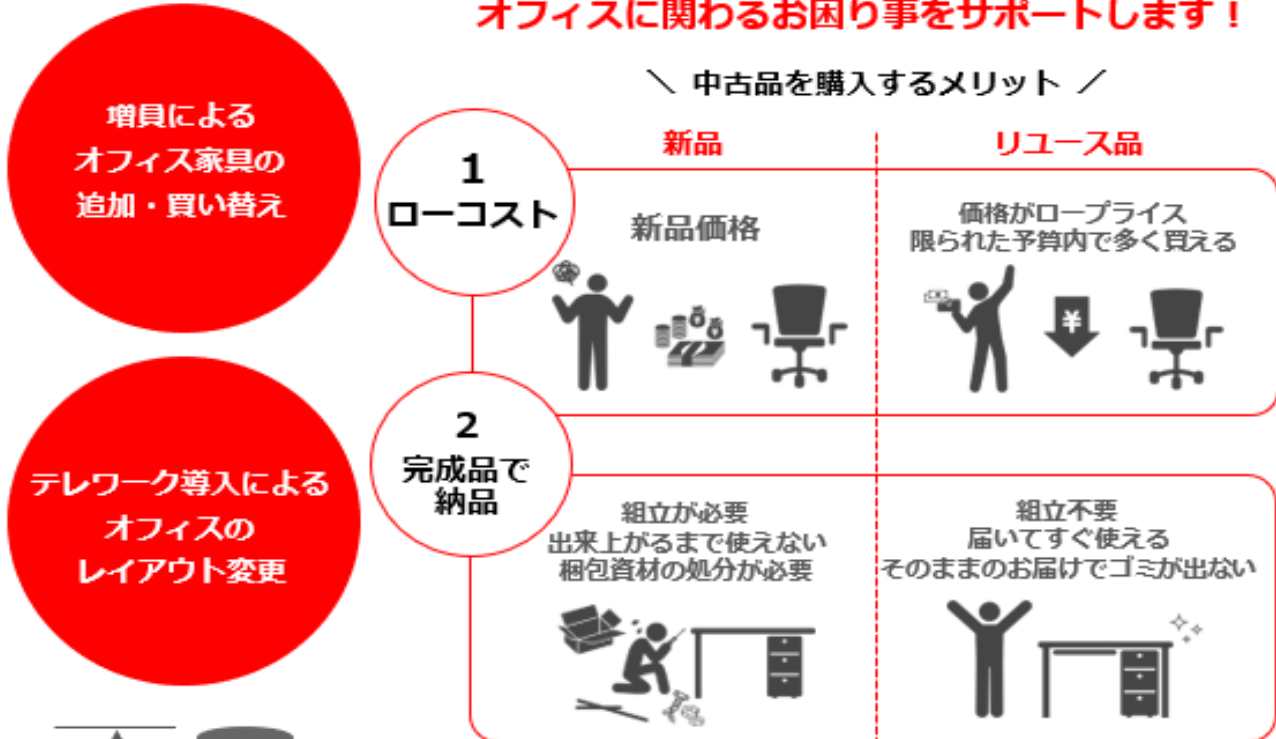 オフィスに関わるお困り事をサポートします！
増員による
オフィス家具の
追加・買い替え
テレワーク導入による
オフィスの
レイアウト変更
＼ 中古品を購入するメリット ／
新品
リユース品
1
ローコスト
新品価格
価格がロープライス
限られた予算内で多く買える
¥
2
完成品で
納品
組立が必要
出来上がるまで使えない
梱包資材の処分が必要
組立不要
届いてすぐ使える
そのままのお届けでゴミが出ない